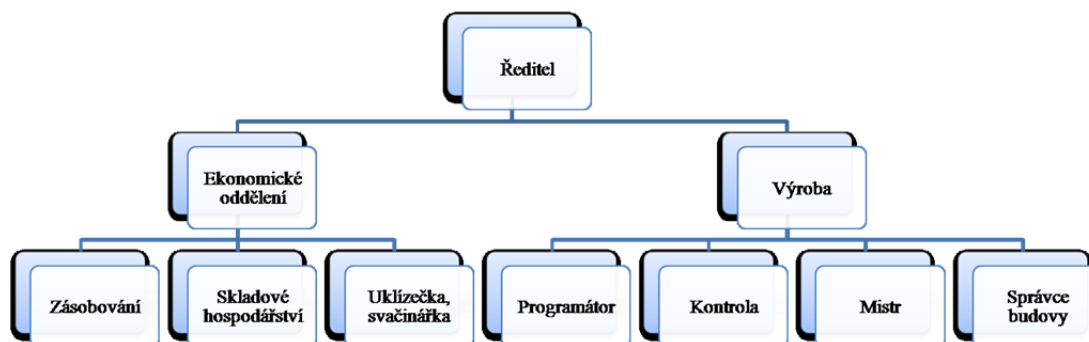 Ředitel
Ekonomické
oddělení
Výroba
Zásobování
Skladové
hospodářství
Uklízečka,
svačinářka
Programátor
Kontrola
Mistr
Správce
budovy